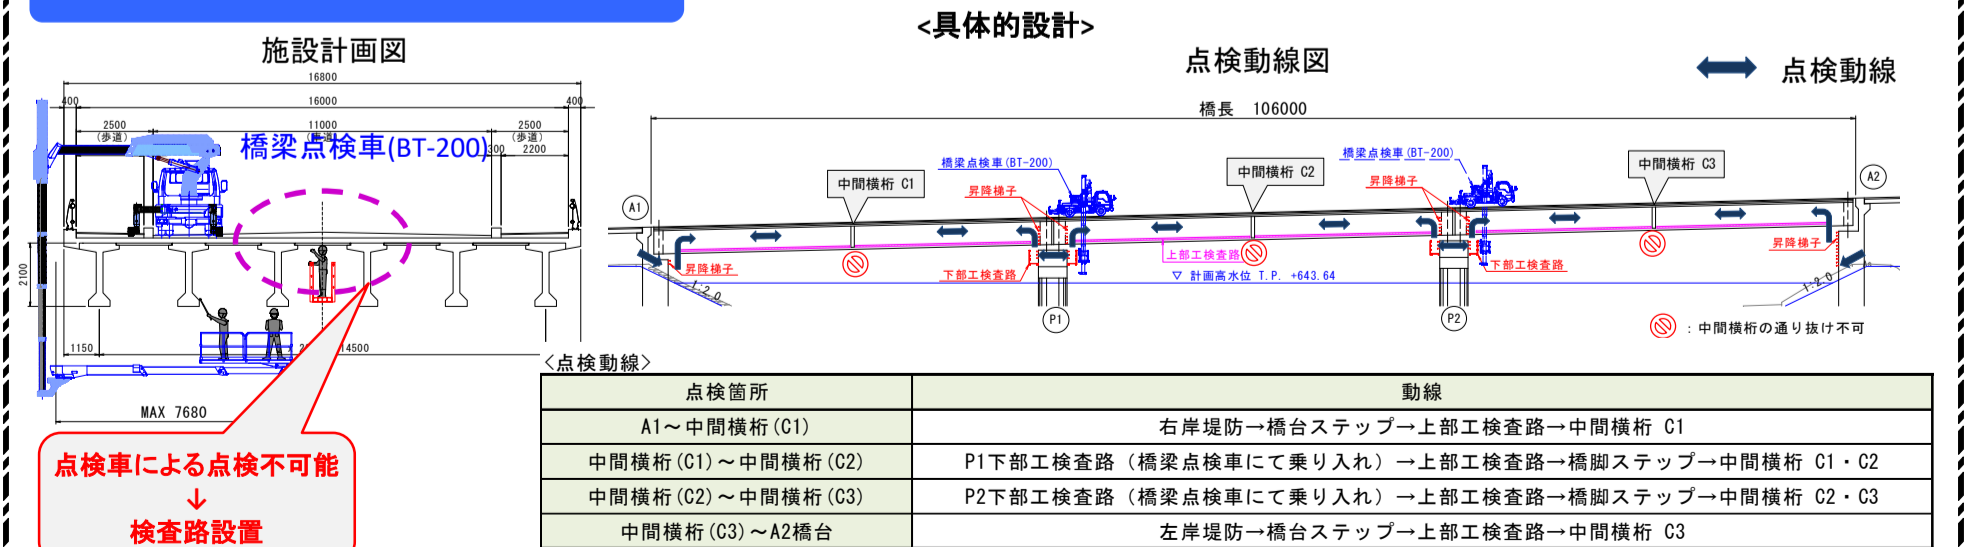 <具体的設計>
施設計画図
16800
400
16000
400
2500
(歩道)
11000
2500
(歩道)
橋梁点検車(BT-200)
300
2200
2100
1150
14500
MAX 7680
点検車による点検不可能
↓
検査路設置
点検動線図
点検動線
橋長 106000
橋梁点検車(BT-200)
橋梁点検車(BT-200)
中間横桁 C1
中間横桁 C2
中間横桁 C3
昇降梯子
昇降梯子
A1
A2
昇降梯子
下部工検査路
上部工検査路
下部工検査路
昇降梯子
▽ 計画高水位 T.P. +643.64
1:2.0
1:2.0
P1
P2
：中間横桁の通り抜け不可
<点検動線>
点検箇所 動線
A1～中間横桁(C1) 右岸堤防→橋台ステップ→上部工検査路→中間横桁 C1
中間横桁(C1)～中間横桁(C2) P1下部工検査路（橋梁点検車にて乗り入れ）→上部工検査路→橋脚ステップ→中間横桁 C1・C2
中間横桁(C2)～中間横桁(C3) P2下部工検査路（橋梁点検車にて乗り入れ）→上部工検査路→橋脚ステップ→中間横桁 C2・C3
中間横桁(C3)～A2橋台 左岸堤防→橋台ステップ→上部工検査路→中間横桁 C3